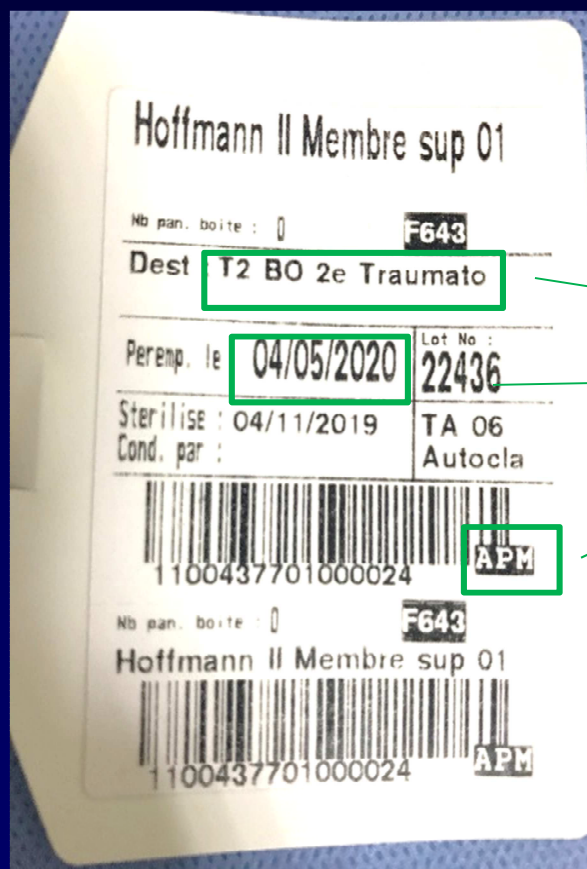 Hoffmann II Membre sup 01
Nb pan. boite : 0 F643
Dest : T2 BO 2e Traumato
Peremp. le 04/05/2020 Lot No : 22436
Sterilise : 04/11/2019 TA 06
Cond. par : Autocla
1100437701000024 APM
Nb pan. boite : 0 F643
Hoffmann II Membre sup 01
1100437701000024 APM